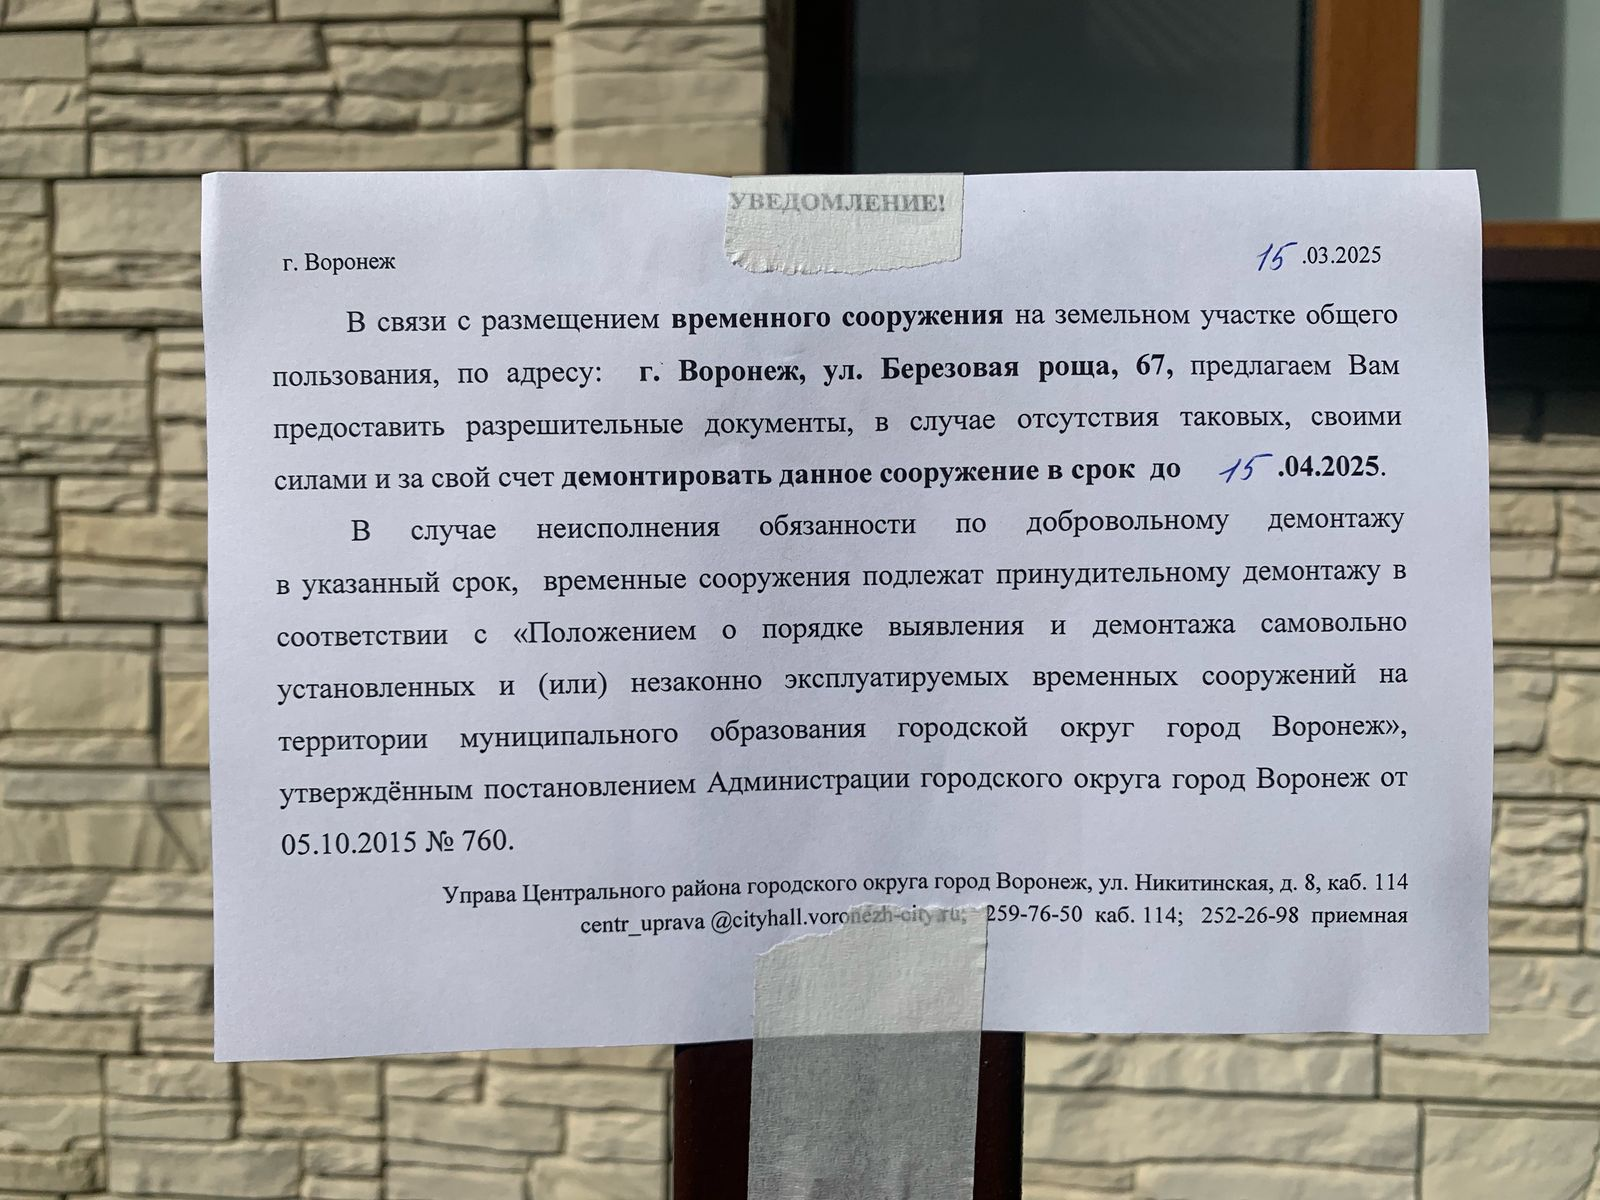 УВЕДОМЛЕНИЕ!
г. Воронеж 15 .03.2025
В связи с размещением временного сооружения на земельном участке общего
пользования, по адресу: г. Воронеж, ул. Березовая роща, 67, предлагаем Вам
предоставить разрешительные документы, в случае отсутствия таковых, своими
силами и за свой счет демонтировать данное сооружение в срок до 15 .04.2025.
В случае неисполнения обязанности по добровольному демонтажу
в указанный срок, временные сооружения подлежат принудительному демонтажу в
соответствии с «Положением о порядке выявления и демонтажа самовольно
установленных и (или) незаконно эксплуатируемых временных сооружений на
территории муниципального образования городской округ город Воронеж»,
утверждённым постановлением Администрации городского округа город Воронеж от
05.10.2015 № 760.
Управа Центрального района городского округа город Воронеж, ул. Никитинская, д. 8, каб. 114
centr_uprava @cityhall.voronezh-city.ru; 259-76-50 каб. 114; 252-26-98 приемная